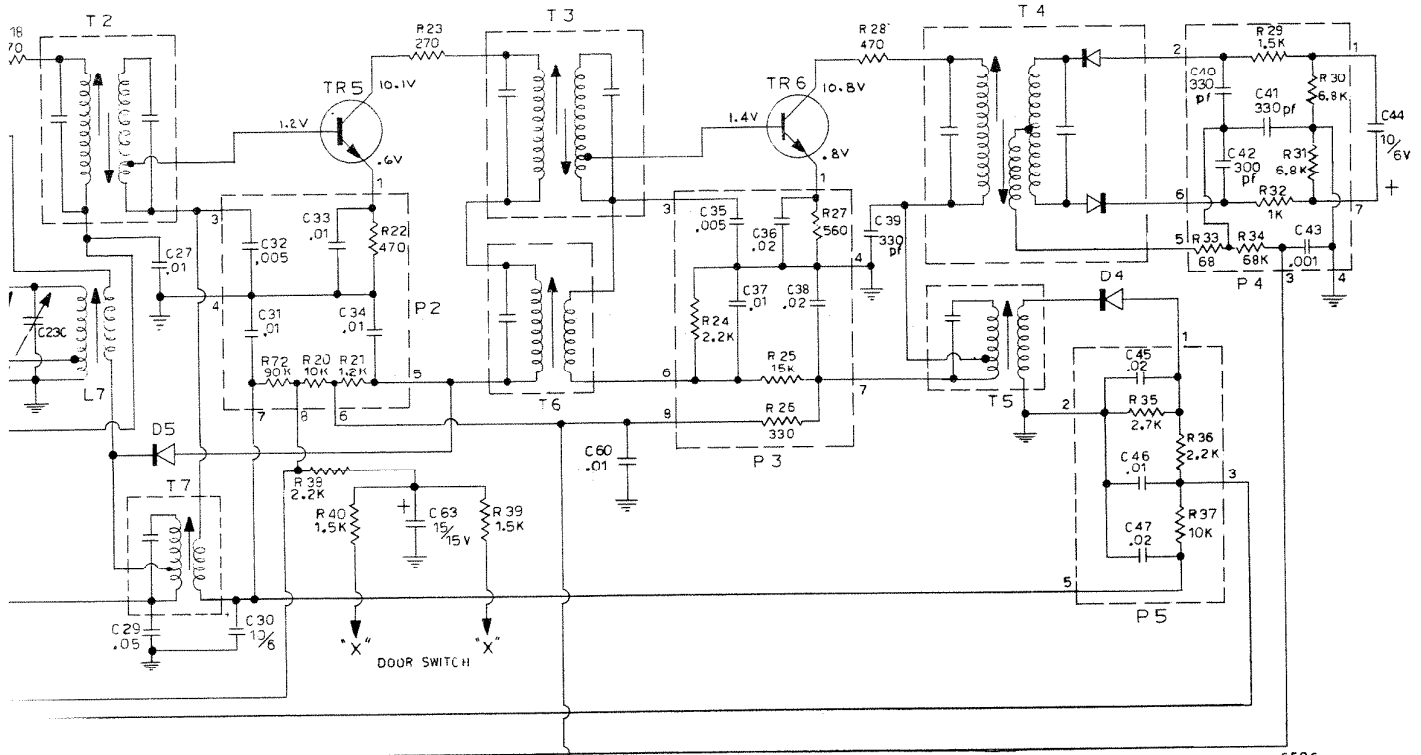 T 2
R23
270
T 3
R28
470
T 4
18
70
TR5
10.1V
1.2V
.6V
1
TR6
10.8V
1.4V
.8V
1
2
R29
1.5K
1
C40
330
pf
C41
330pf
R30
6.8K
C44
10/6V
+
C42
300
pf
R31
6.8K
6
R32
1K
7
5
R33
68
R34
68K
C43
.001
3
4
P4
3
C32
.005
C33
.01
R22
470
C27
.01
4
C31
.01
C34
.01
P2
R72
90K
R20
10K
R21
1.2K
5
7
8
6
3
C35
.005
C36
.02
R27
560
C39
330
pf
4
C37
.01
C38
.02
R24
2.2K
6
R25
15K
7
9
R26
330
P3
T6
C60
.01
T5
D4
1
C45
.02
2
R35
2.7K
R36
2.2K
C46
.01
3
C47
.02
R37
10K
5
P5
C23C
L7
D5
T7
R38
2.2K
R40
1.5K
+
C63
15/15V
R39
1.5K
C29
.05
C30
10/6
"X"
"X"
DOOR SWITCH